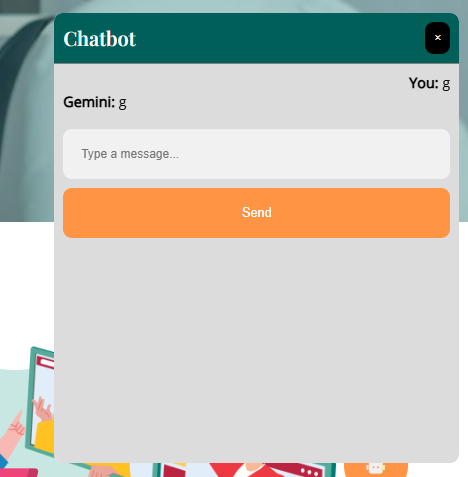 Chatbot
×
You: g
Gemini: g
Type a message...
Send